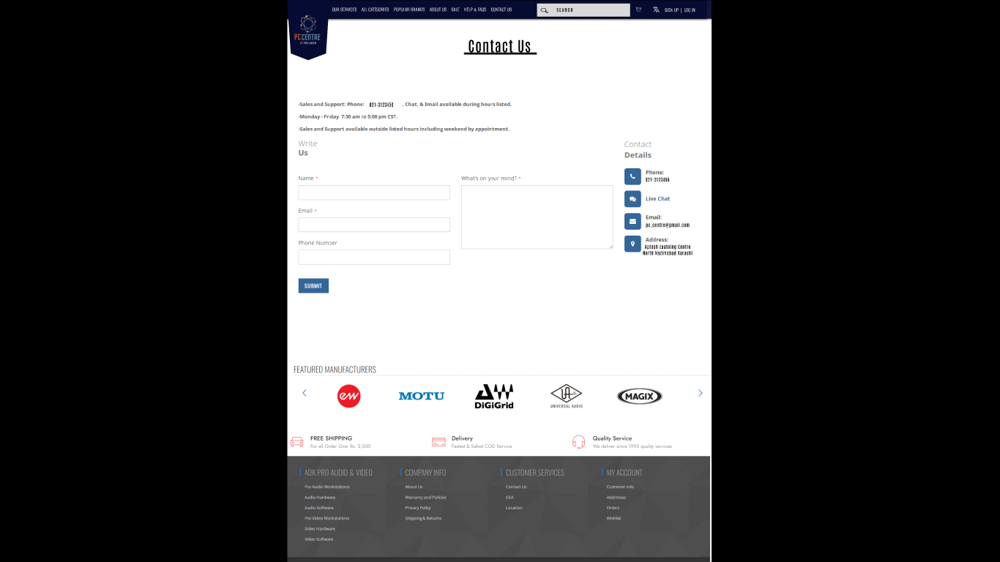 OUR SERVICES ALL CATEGORIES POPULAR BRANDS ABOUT US SALE HELP & FAQS CONTACT US SEARCH SIGN UP | LOG IN
PC CENTRE
IT PROVIDER
Contact Us
-Sales and Support: Phone: 021-3123456 , Chat, & Email available during hours listed.
-Monday - Friday 7:30 am to 5:00 pm CST.
-Sales and Support available outside listed hours including weekend by appointment.
Write
Us
Name *
Email *
Phone Number
SUBMIT
What's on your mind? *
Contact
Details
Phone:
021-3123456
Live Chat
Email:
pc_centre@gmail.com
Address:
Aptech Leatning Centre
North Nazimabad Karachi
FEATURED MANUFACTURERS
ew
MOTU
DiGiGrid
UA
UNIVERSAL AUDIO
MAGIX
FREE SHIPPING
For all Order Over Rs. 5,000
Delivery
Fastest & Safest COD Service
Quality Service
We deliver since 1995 quality services
ADK PRO AUDIO & VIDEO
Pro Audio Workstations
Audio Hardware
Audio Software
Pro Video Workstations
Video Hardware
Video Software
COMPANY INFO
About Us
Warranty and Policies
Privacy Policy
Shipping & Returns
CUSTOMER SERVICES
Contact Us
GSA
Location
MY ACCOUNT
Customer Info
Addresses
Orders
Wishlist